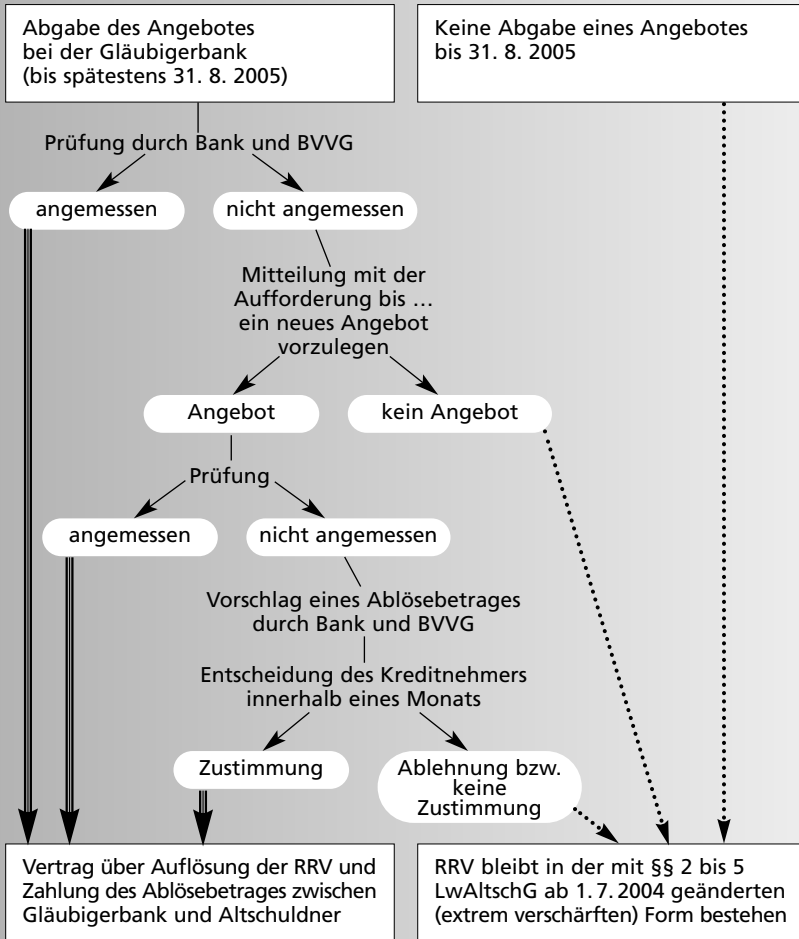 Abgabe des Angebotes
bei der Gläubigerbank
(bis spätestens 31. 8. 2005)
Keine Abgabe eines Angebotes
bis 31. 8. 2005
Prüfung durch Bank und BVVG
angemessen
nicht angemessen
Mitteilung mit der
Aufforderung bis …
ein neues Angebot
vorzulegen
Angebot
kein Angebot
Prüfung
angemessen
nicht angemessen
Vorschlag eines Ablösebetrages
durch Bank und BVVG
Entscheidung des Kreditnehmers
innerhalb eines Monats
Zustimmung
Ablehnung bzw.
keine
Zustimmung
Vertrag über Auflösung der RRV und
Zahlung des Ablösebetrages zwischen
Gläubigerbank und Altschuldner
RRV bleibt in der mit §§ 2 bis 5
LwAltschG ab 1. 7. 2004 geänderten
(extrem verschärften) Form bestehen